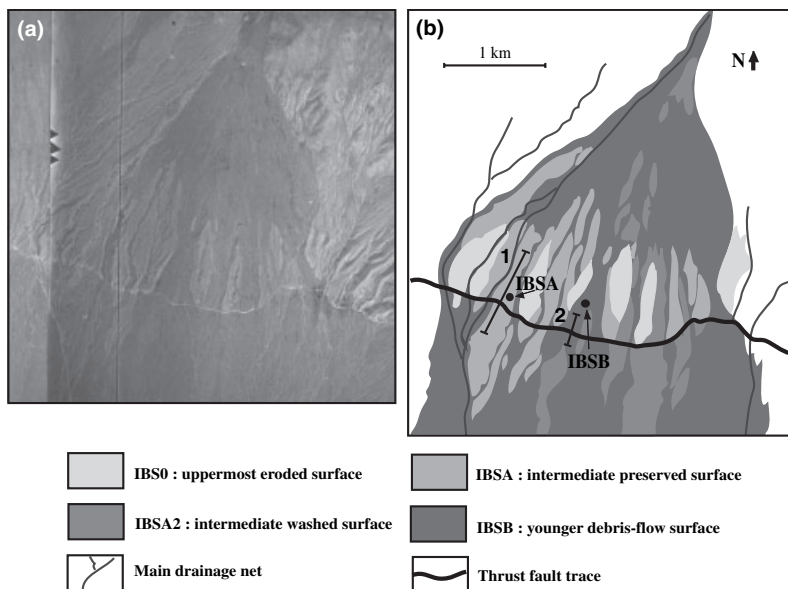 (a)
(b)
1 km
N
1
IBSA
2
IBSB
IBS0 : uppermost eroded surface
IBSA : intermediate preserved surface
IBSA2 : intermediate washed surface
IBSB : younger debris-flow surface
Main drainage net
Thrust fault trace